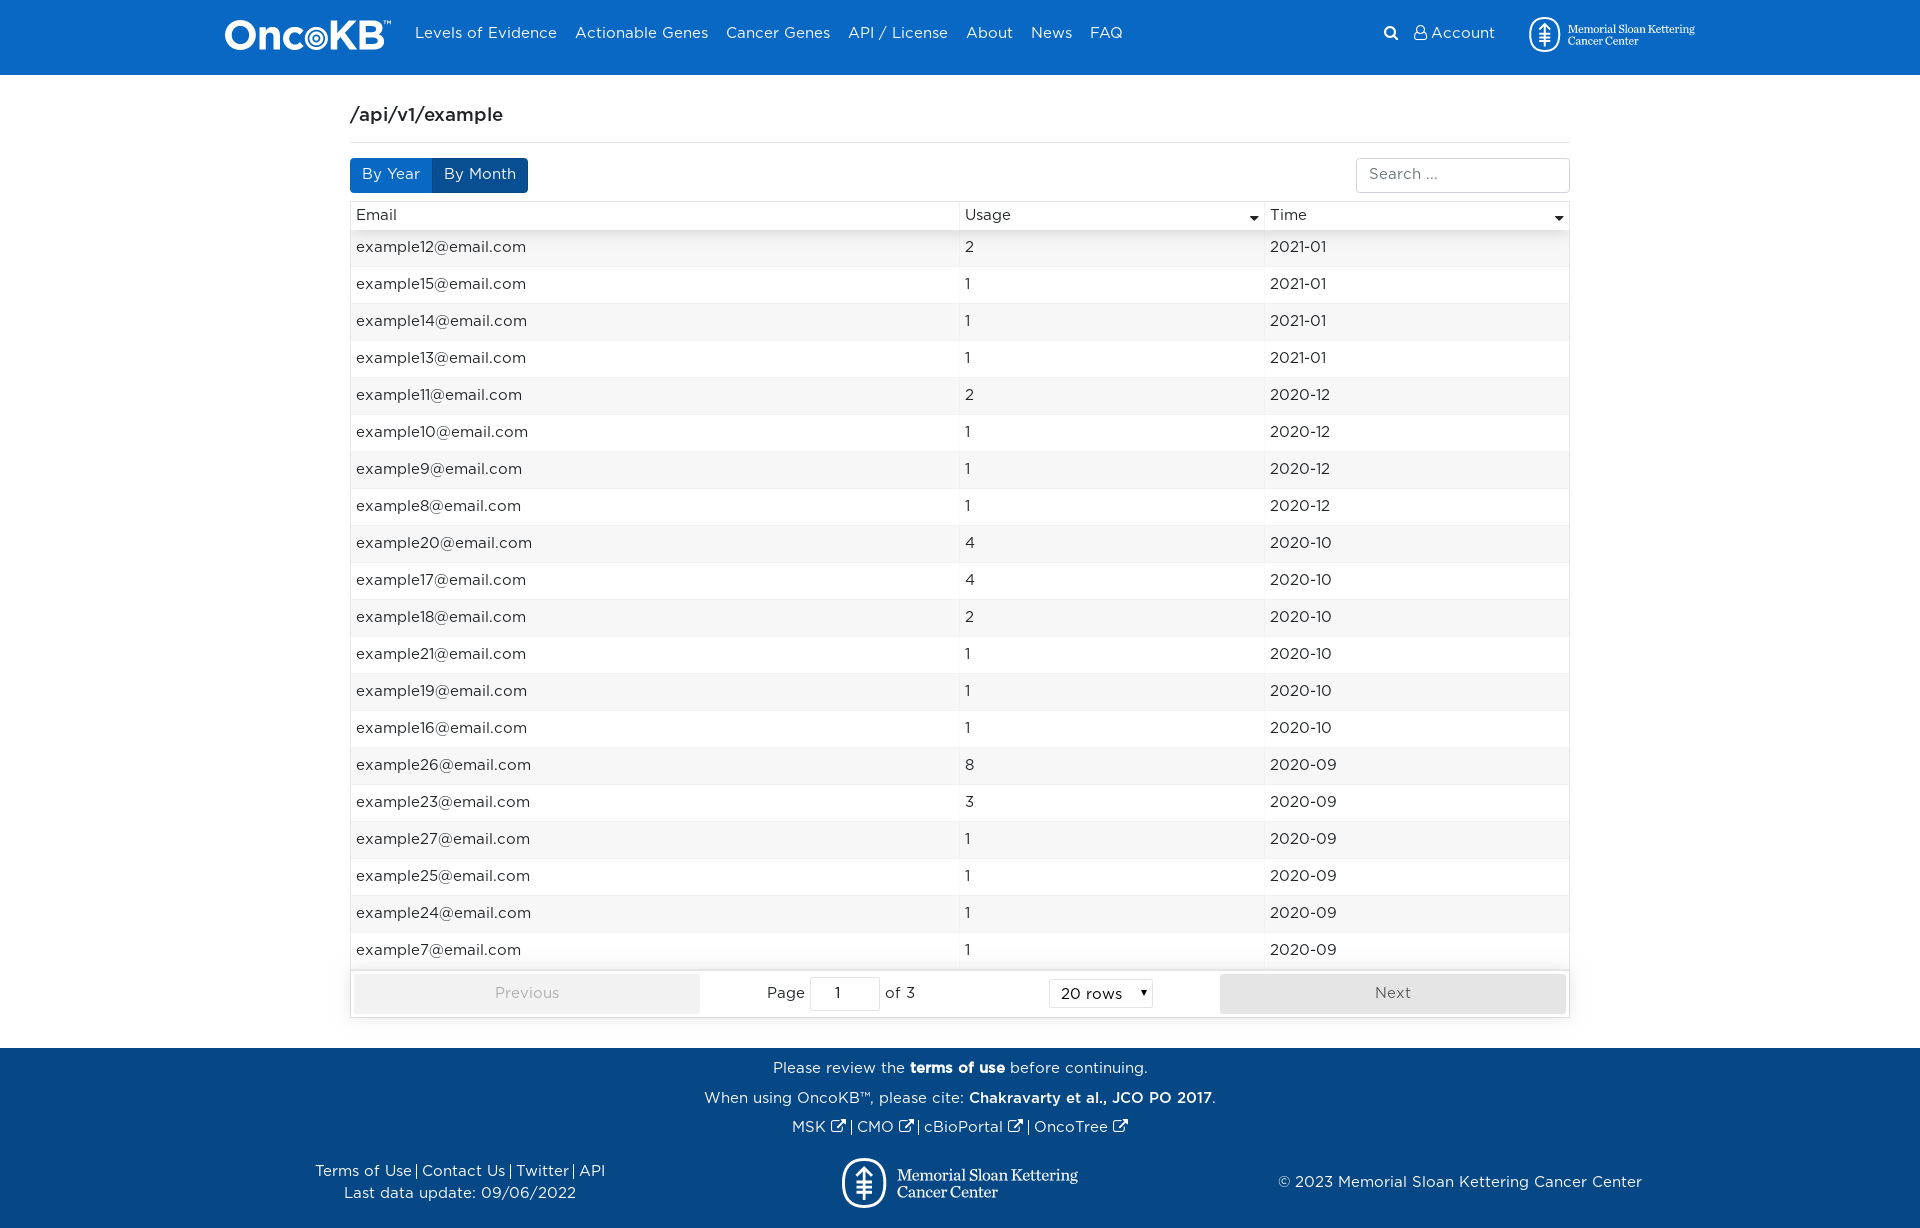 OncoKB™ Levels of Evidence Actionable Genes Cancer Genes API / License About News FAQ Account Memorial Sloan Kettering
Cancer Center
/api/v1/example
By Year By Month Search ...
Email Usage Time
example12@email.com 2 2021-01
example15@email.com 1 2021-01
example14@email.com 1 2021-01
example13@email.com 1 2021-01
example11@email.com 2 2020-12
example10@email.com 1 2020-12
example9@email.com 1 2020-12
example8@email.com 1 2020-12
example20@email.com 4 2020-10
example17@email.com 4 2020-10
example18@email.com 2 2020-10
example21@email.com 1 2020-10
example19@email.com 1 2020-10
example16@email.com 1 2020-10
example26@email.com 8 2020-09
example23@email.com 3 2020-09
example27@email.com 1 2020-09
example25@email.com 1 2020-09
example24@email.com 1 2020-09
example7@email.com 1 2020-09
Previous Page 1 of 3 20 rows Next
Please review the terms of use before continuing.
When using OncoKB™, please cite: Chakravarty et al., JCO PO 2017.
MSK | CMO | cBioPortal | OncoTree
Terms of Use | Contact Us | Twitter | API
Last data update: 09/06/2022
Memorial Sloan Kettering
Cancer Center
© 2023 Memorial Sloan Kettering Cancer Center